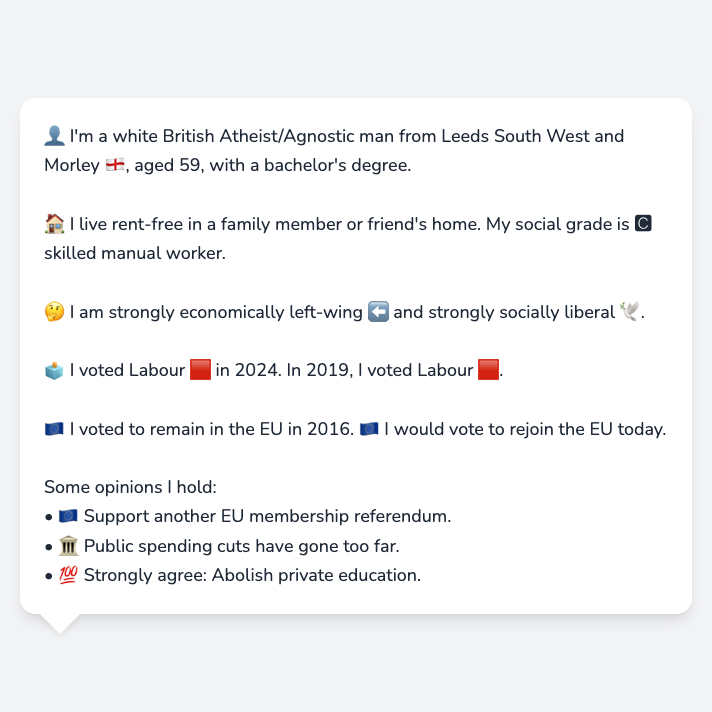 👤 I'm a white British Atheist/Agnostic man from Leeds South West and
Morley 🏴󠁧󠁢󠁥󠁮󠁧󠁿, aged 59, with a bachelor's degree.
🏠 I live rent-free in a family member or friend's home. My social grade is 🅲
skilled manual worker.
🤔 I am strongly economically left-wing ⬅️ and strongly socially liberal 🕊️.
🗳️ I voted Labour 🟥 in 2024. In 2019, I voted Labour 🟥.
🇪🇺 I voted to remain in the EU in 2016. 🇪🇺 I would vote to rejoin the EU today.
Some opinions I hold:
• 🇪🇺 Support another EU membership referendum.
• 🏛️ Public spending cuts have gone too far.
• 💯 Strongly agree: Abolish private education.